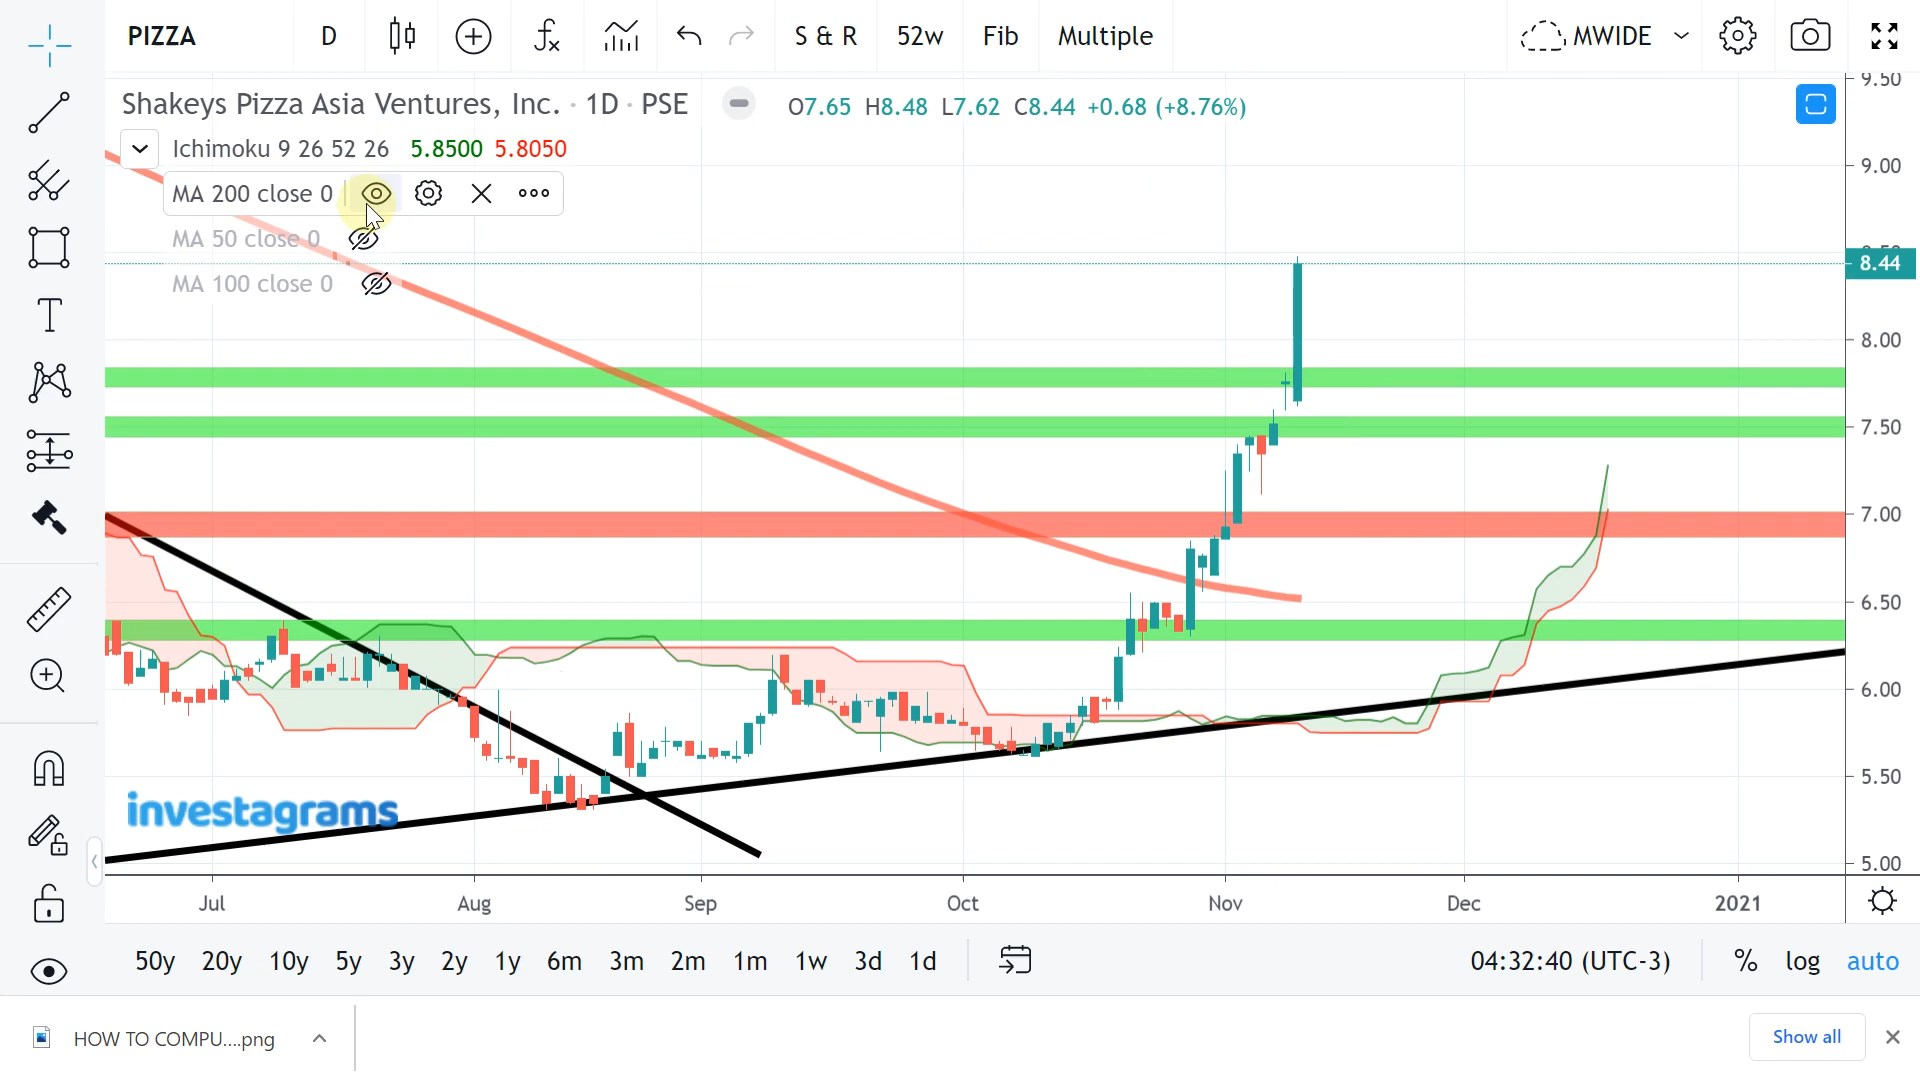 PIZZA D S & R 52w Fib Multiple MWIDE
Shakeys Pizza Asia Ventures, Inc. · 1D · PSE O7.65 H8.48 L7.62 C8.44 +0.68 (+8.76%)
Ichimoku 9 26 52 26 5.8500 5.8050
MA 200 close 0
MA 50 close 0
MA 100 close 0
9.50
9.00
8.50
8.44
8.00
7.50
7.00
6.50
6.00
5.50
5.00
investagrams
Jul Aug Sep Oct Nov Dec 2021
50y 20y 10y 5y 3y 2y 1y 6m 3m 2m 1m 1w 3d 1d 04:32:40 (UTC-3) % log auto
HOW TO COMPU....png Show all